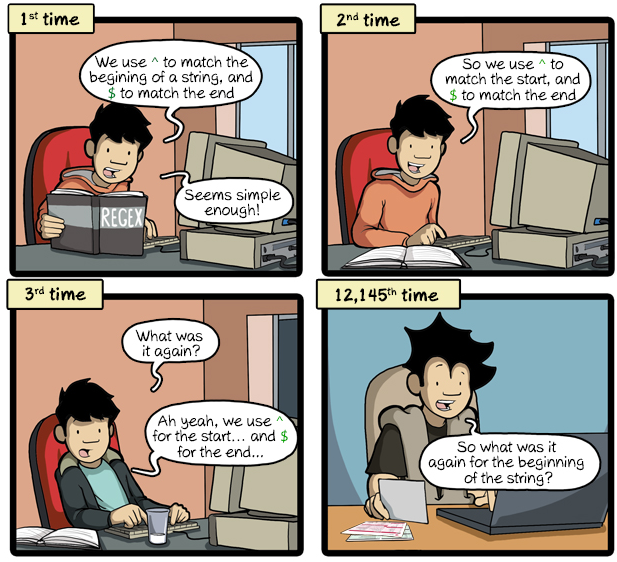 1st time
We use ^ to match the
begining of a string, and
$ to match the end
Seems simple
enough!
REGEX
2nd time
So we use ^ to
match the start, and
$ to match the end
3rd time
What was
it again?
Ah yeah, we use ^
for the start... and $
for the end...
12,145th time
So what was it
again for the beginning
of the string?